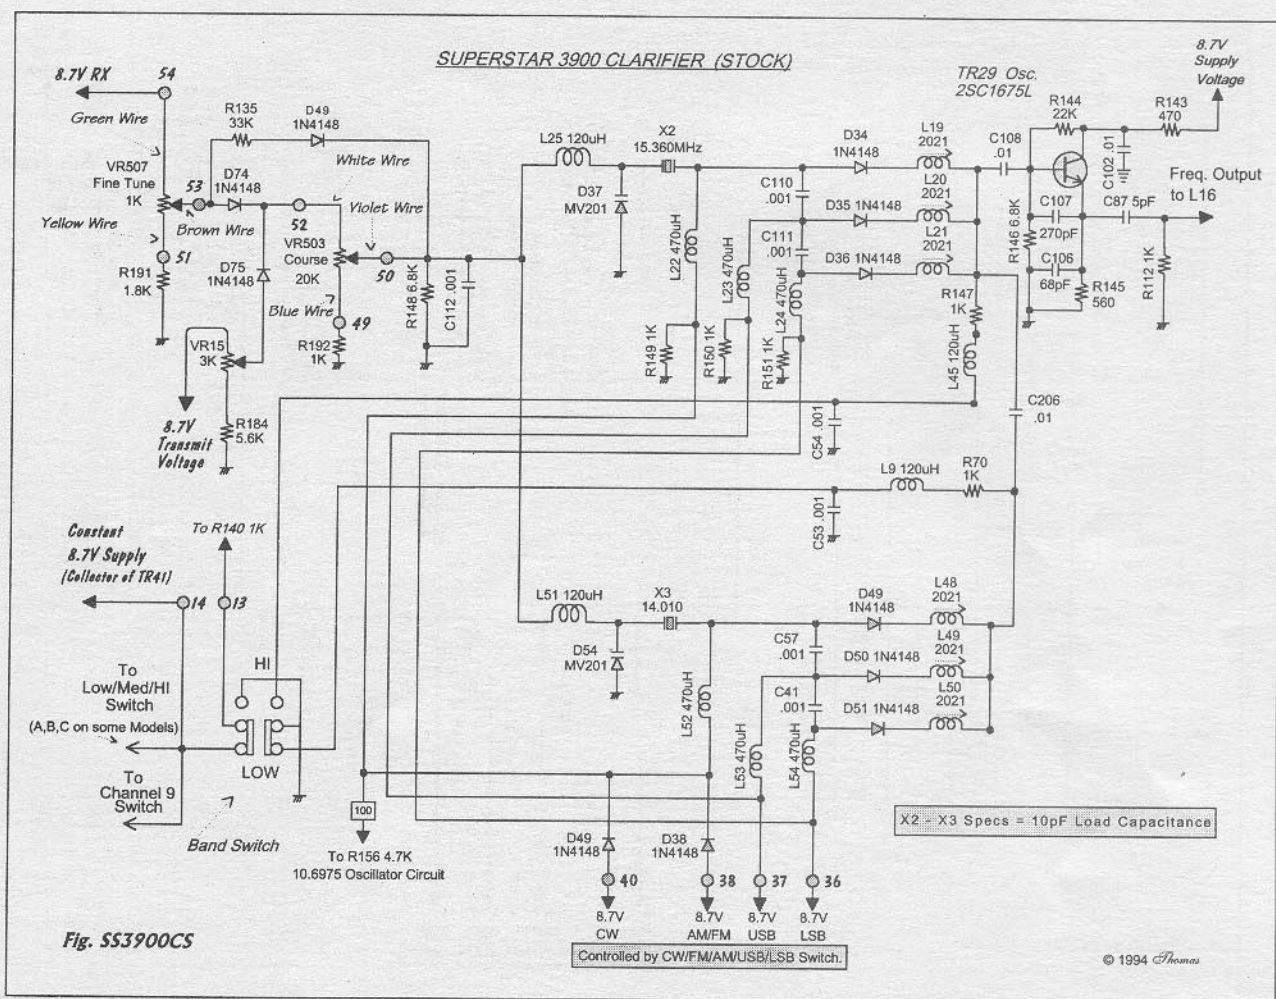 SUPERSTAR 3900 CLARIFIER (STOCK)
8.7V RX
54
Green Wire
VR507
Fine Tune
1K
Yellow Wire
53
Brown Wire
51
R191
1.8K
R135
33K
D49
1N4148
D74
1N4148
White Wire
52
Violet Wire
VR503
Course
20K
50
D75
1N4148
Blue Wire
49
R192
1K
VR15
3K
8.7V
Transmit
Voltage
R184
5.6K
R148 6.8K
C112 .001
L25 120uH
X2
15.360MHz
D37
MV201
L22 470uH
L23 470uH
L24 470uH
R149 1K
R150 1K
R151 1K
C110
.001
C111
.001
D34
1N4148
D35 1N4148
D36 1N4148
L19
2021
L20
2021
L21
2021
TR29 Osc.
2SC1675L
C108
.01
R144
22K
R143
470
8.7V
Supply
Voltage
C102 .01
Freq. Output
to L16
C107
270pF
C87 5pF
R146 6.8K
C106
68pF
R145
560
R112 1K
R147
1K
L45 120uH
C206
.01
C54 .001
L9 120uH
R70
1K
C53 .001
Constant
8.7V Supply
(Collector of TR41)
To R140 1K
14
13
HI
To
Low/Med/HI
Switch
(A,B,C on some Models)
LOW
To
Channel 9
Switch
Band Switch
L51 120uH
X3
14.010
D54
MV201
L52 470uH
L53 470uH
L54 470uH
C57
.001
C41
.001
D49
1N4148
D50 1N4148
D51 1N4148
L48
2021
L49
2021
L50
2021
100
To R156 4.7K
10.6975 Oscillator Circuit
D49
1N4148
D38
1N4148
40
38
37
36
8.7V
CW
8.7V
AM/FM
8.7V
USB
8.7V
LSB
Controlled by CW/FM/AM/USB/LSB Switch.
X2 - X3 Specs = 10pF Load Capacitance
Fig. SS3900CS
© 1994 Thomas